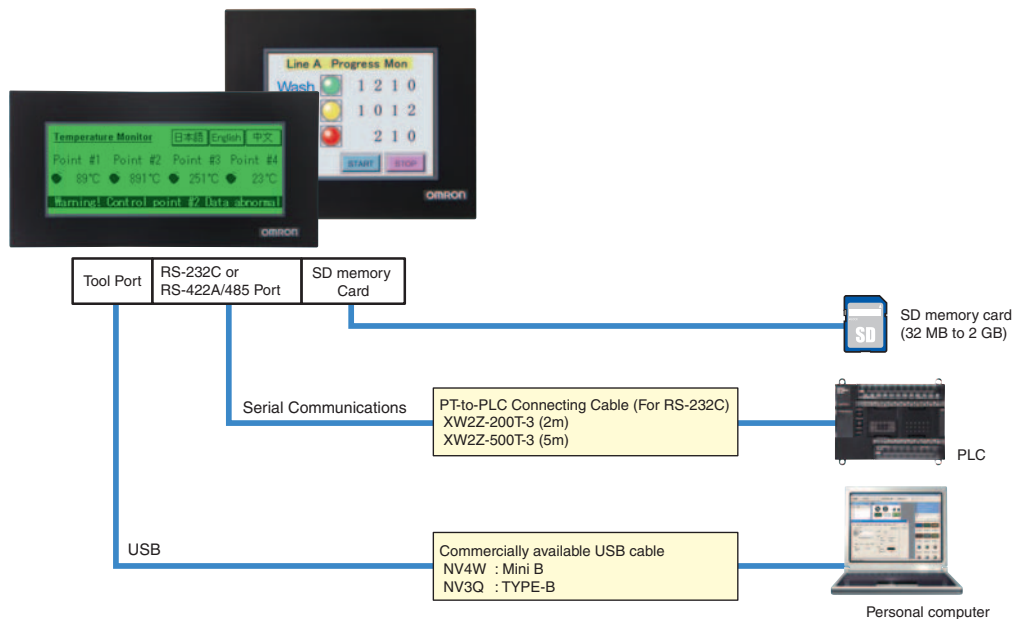 Line A Progress Mon
Wash 1 2 1 0
1 0 1 2
2 1 0
START STOP
OMRON
Temperature Monitor 日本語 English 中文
Point #1 Point #2 Point #3 Point #4
89℃ 891℃ 251℃ 23℃
Warning! Control point #2 Data abnormal
OMRON
Tool Port
RS-232C or
RS-422A/485 Port
SD memory
Card
SD
SD memory card
(32 MB to 2 GB)
Serial Communications
PT-to-PLC Connecting Cable (For RS-232C)
XW2Z-200T-3 (2m)
XW2Z-500T-3 (5m)
PLC
USB
Commercially available USB cable
NV4W : Mini B
NV3Q : TYPE-B
Personal computer